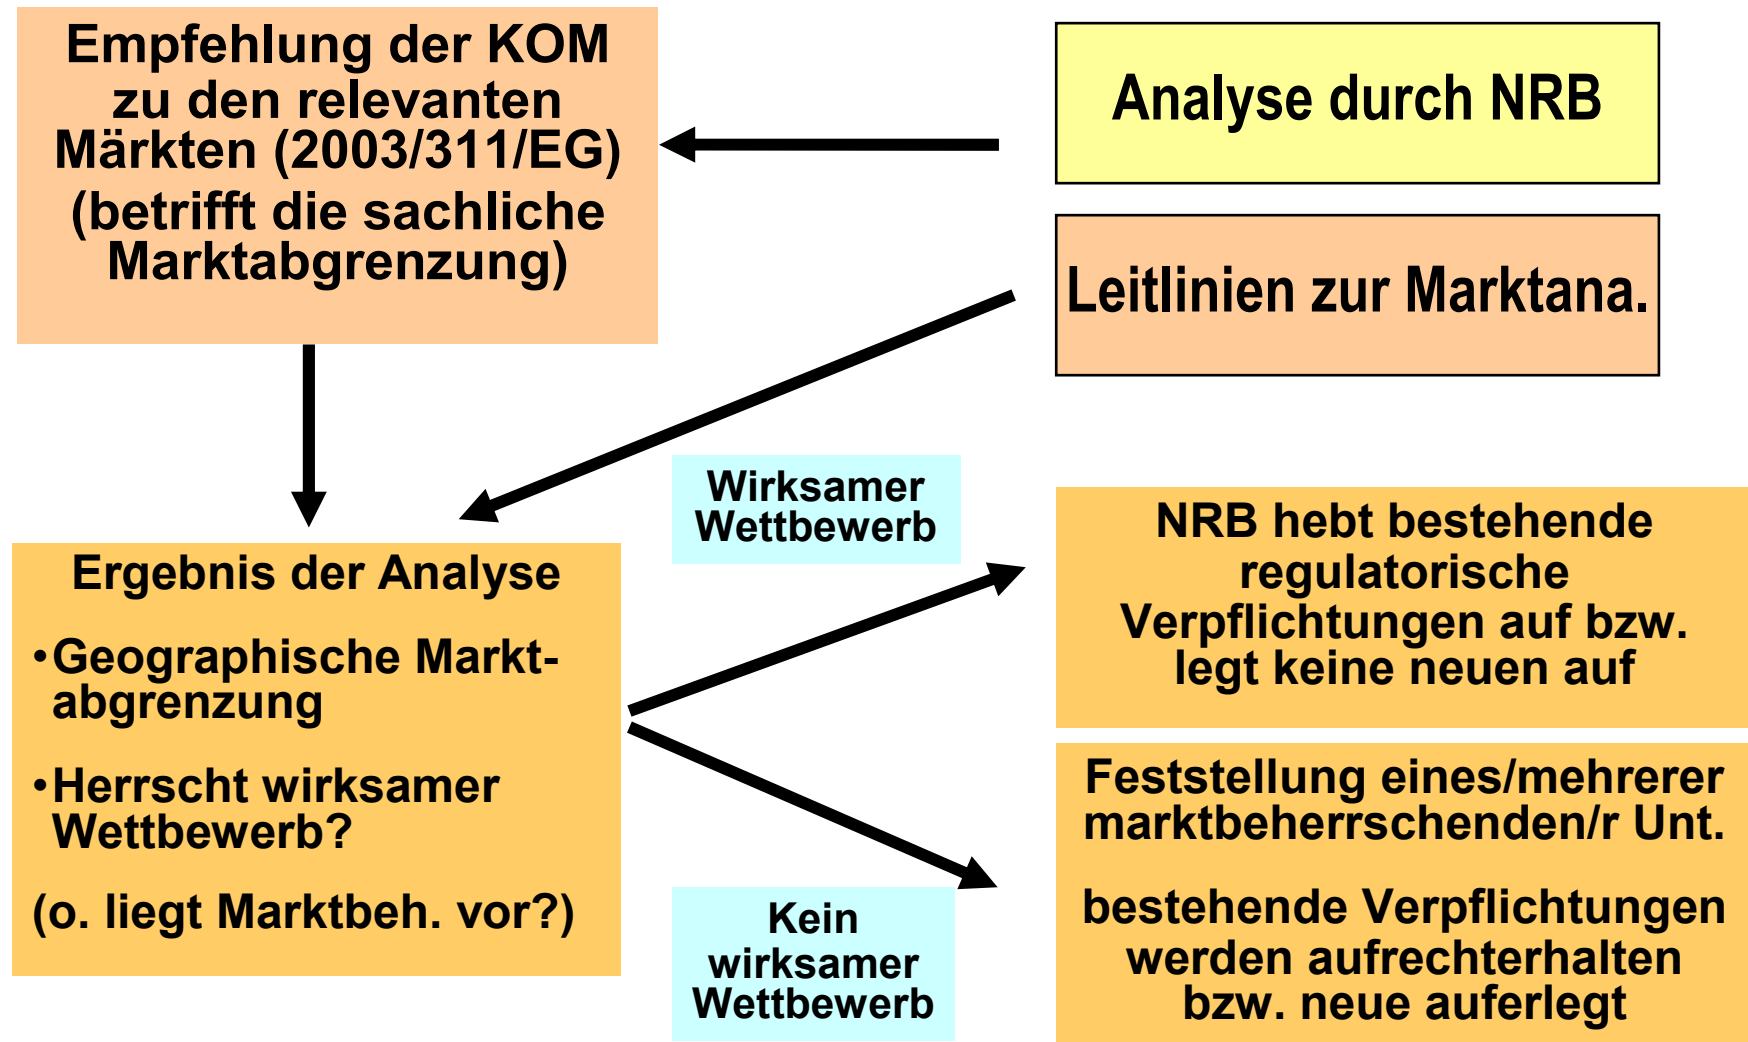 Empfehlung der KOM
zu den relevanten
Märkten (2003/311/EG)
(betrifft die sachliche
Marktabgrenzung)
Analyse durch NRB
Leitlinien zur Marktana.
Ergebnis der Analyse
•Geographische Markt-
abgrenzung
•Herrscht wirksamer
Wettbewerb?
(o. liegt Marktbeh. vor?)
Wirksamer
Wettbewerb
Kein
wirksamer
Wettbewerb
NRB hebt bestehende
regulatorische
Verpflichtungen auf bzw.
legt keine neuen auf
Feststellung eines/mehrerer
marktbeherrschenden/r Unt.
bestehende Verpflichtungen
werden aufrechterhalten
bzw. neue auferlegt